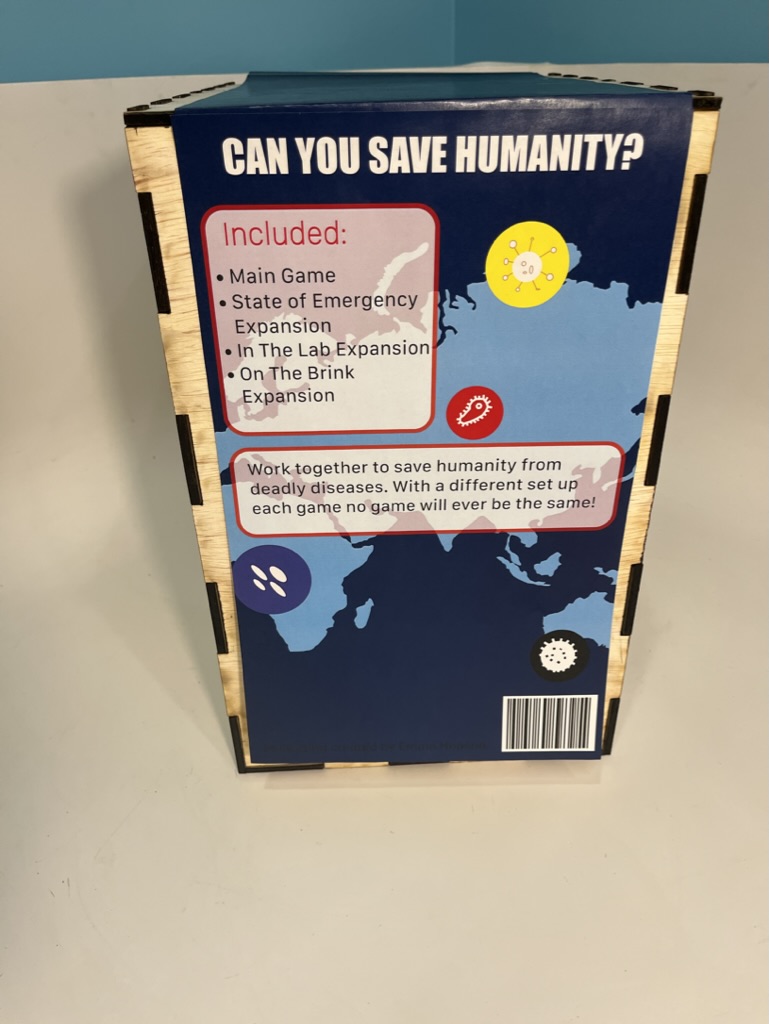 CAN YOU SAVE HUMANITY?
Included:
• Main Game
• State of Emergency
Expansion
• In The Lab Expansion
• On The Brink
Expansion
Work together to save humanity from
deadly diseases. With a different set up
each game no game will ever be the same!